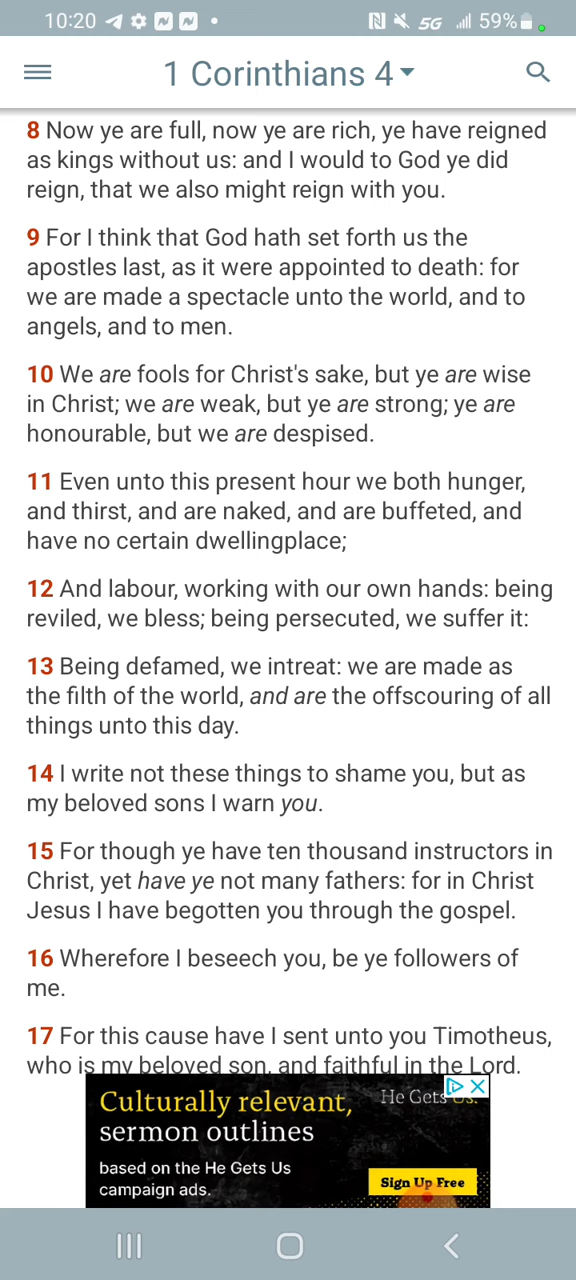 10:20
5G 59%
1 Corinthians 4
8 Now ye are full, now ye are rich, ye have reigned
as kings without us: and I would to God ye did
reign, that we also might reign with you.
9 For I think that God hath set forth us the
apostles last, as it were appointed to death: for
we are made a spectacle unto the world, and to
angels, and to men.
10 We are fools for Christ's sake, but ye are wise
in Christ; we are weak, but ye are strong; ye are
honourable, but we are despised.
11 Even unto this present hour we both hunger,
and thirst, and are naked, and are buffeted, and
have no certain dwellingplace;
12 And labour, working with our own hands: being
reviled, we bless; being persecuted, we suffer it:
13 Being defamed, we intreat: we are made as
the filth of the world, and are the offscouring of all
things unto this day.
14 I write not these things to shame you, but as
my beloved sons I warn you.
15 For though ye have ten thousand instructors in
Christ, yet have ye not many fathers: for in Christ
Jesus I have begotten you through the gospel.
16 Wherefore I beseech you, be ye followers of
me.
17 For this cause have I sent unto you Timotheus,
who is my beloved son, and faithful in the Lord.
Culturally relevant,
sermon outlines
He Gets Us.
based on the He Gets Us
campaign ads.
Sign Up Free